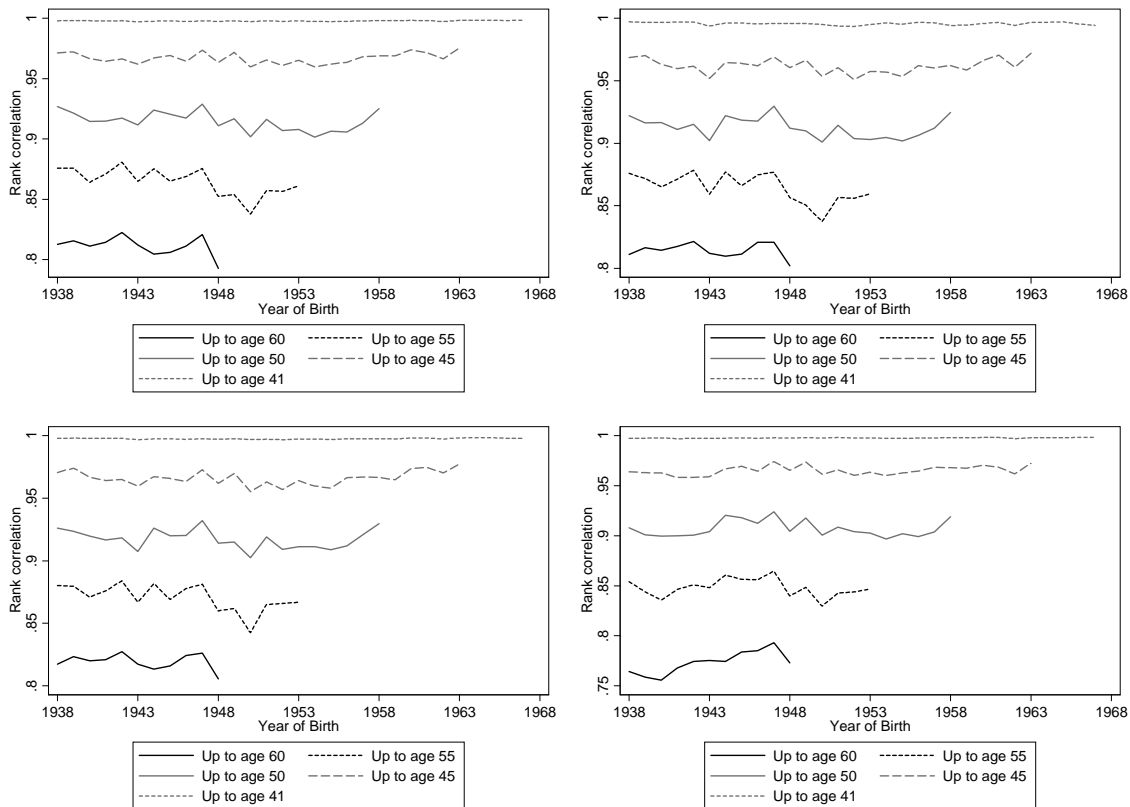 Rank correlation
1
.95
.9
.85
.8
1938 1943 1948 1953 1958 1963 1968
Year of Birth
Up to age 60 Up to age 55
Up to age 50 Up to age 45
Up to age 41
Rank correlation
1
.95
.9
.85
.8
1938 1943 1948 1953 1958 1963 1968
Year of Birth
Up to age 60 Up to age 55
Up to age 50 Up to age 45
Up to age 41
Rank correlation
1
.95
.9
.85
.8
1938 1943 1948 1953 1958 1963 1968
Year of Birth
Up to age 60 Up to age 55
Up to age 50 Up to age 45
Up to age 41
Rank correlation
1
.95
.9
.85
.8
.75
1938 1943 1948 1953 1958 1963 1968
Year of Birth
Up to age 60 Up to age 55
Up to age 50 Up to age 45
Up to age 41